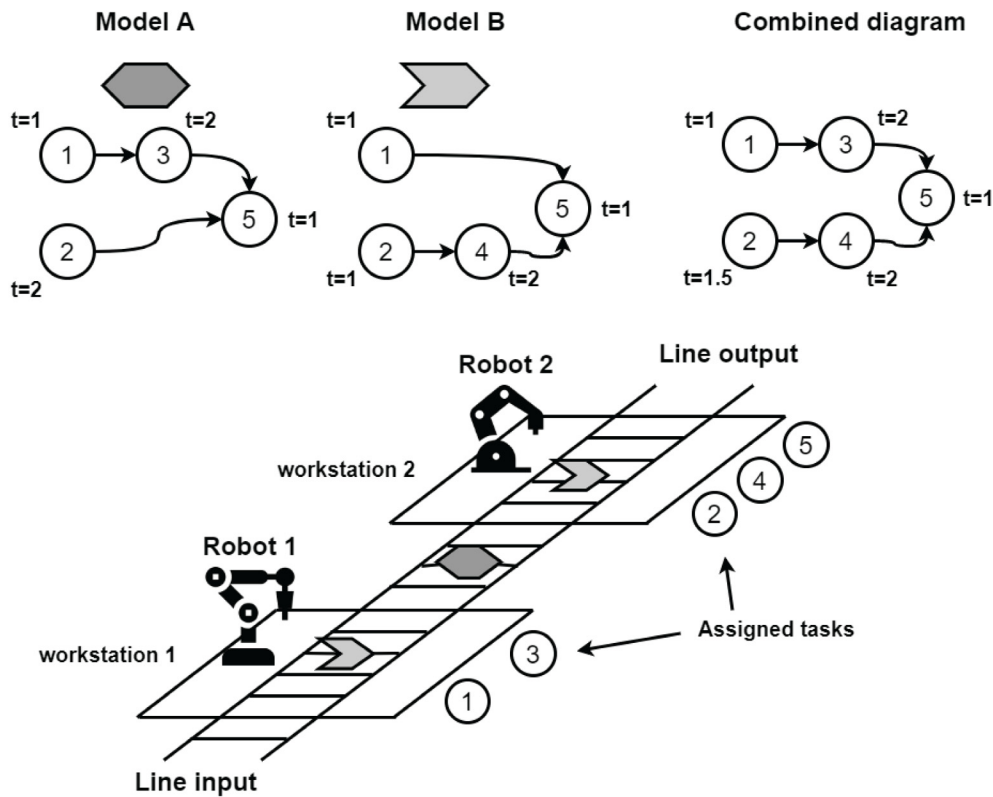 Model A
Model B
Combined diagram
t=1
t=2
1
3
5
t=1
2
t=2
t=1
1
5
t=1
2
4
t=1
t=2
t=1
t=2
1
3
5
t=1
2
4
t=1.5
t=2
Line output
Robot 2
workstation 2
5
4
2
Robot 1
Assigned tasks
workstation 1
3
1
Line input